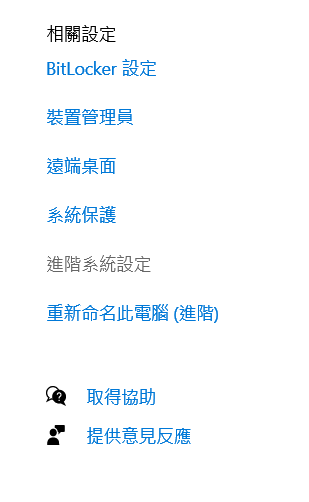 相關設定
BitLocker 設定
裝置管理員
遠端桌面
系統保護
進階系統設定
重新命名此電腦 (進階)
取得協助
提供意見反應